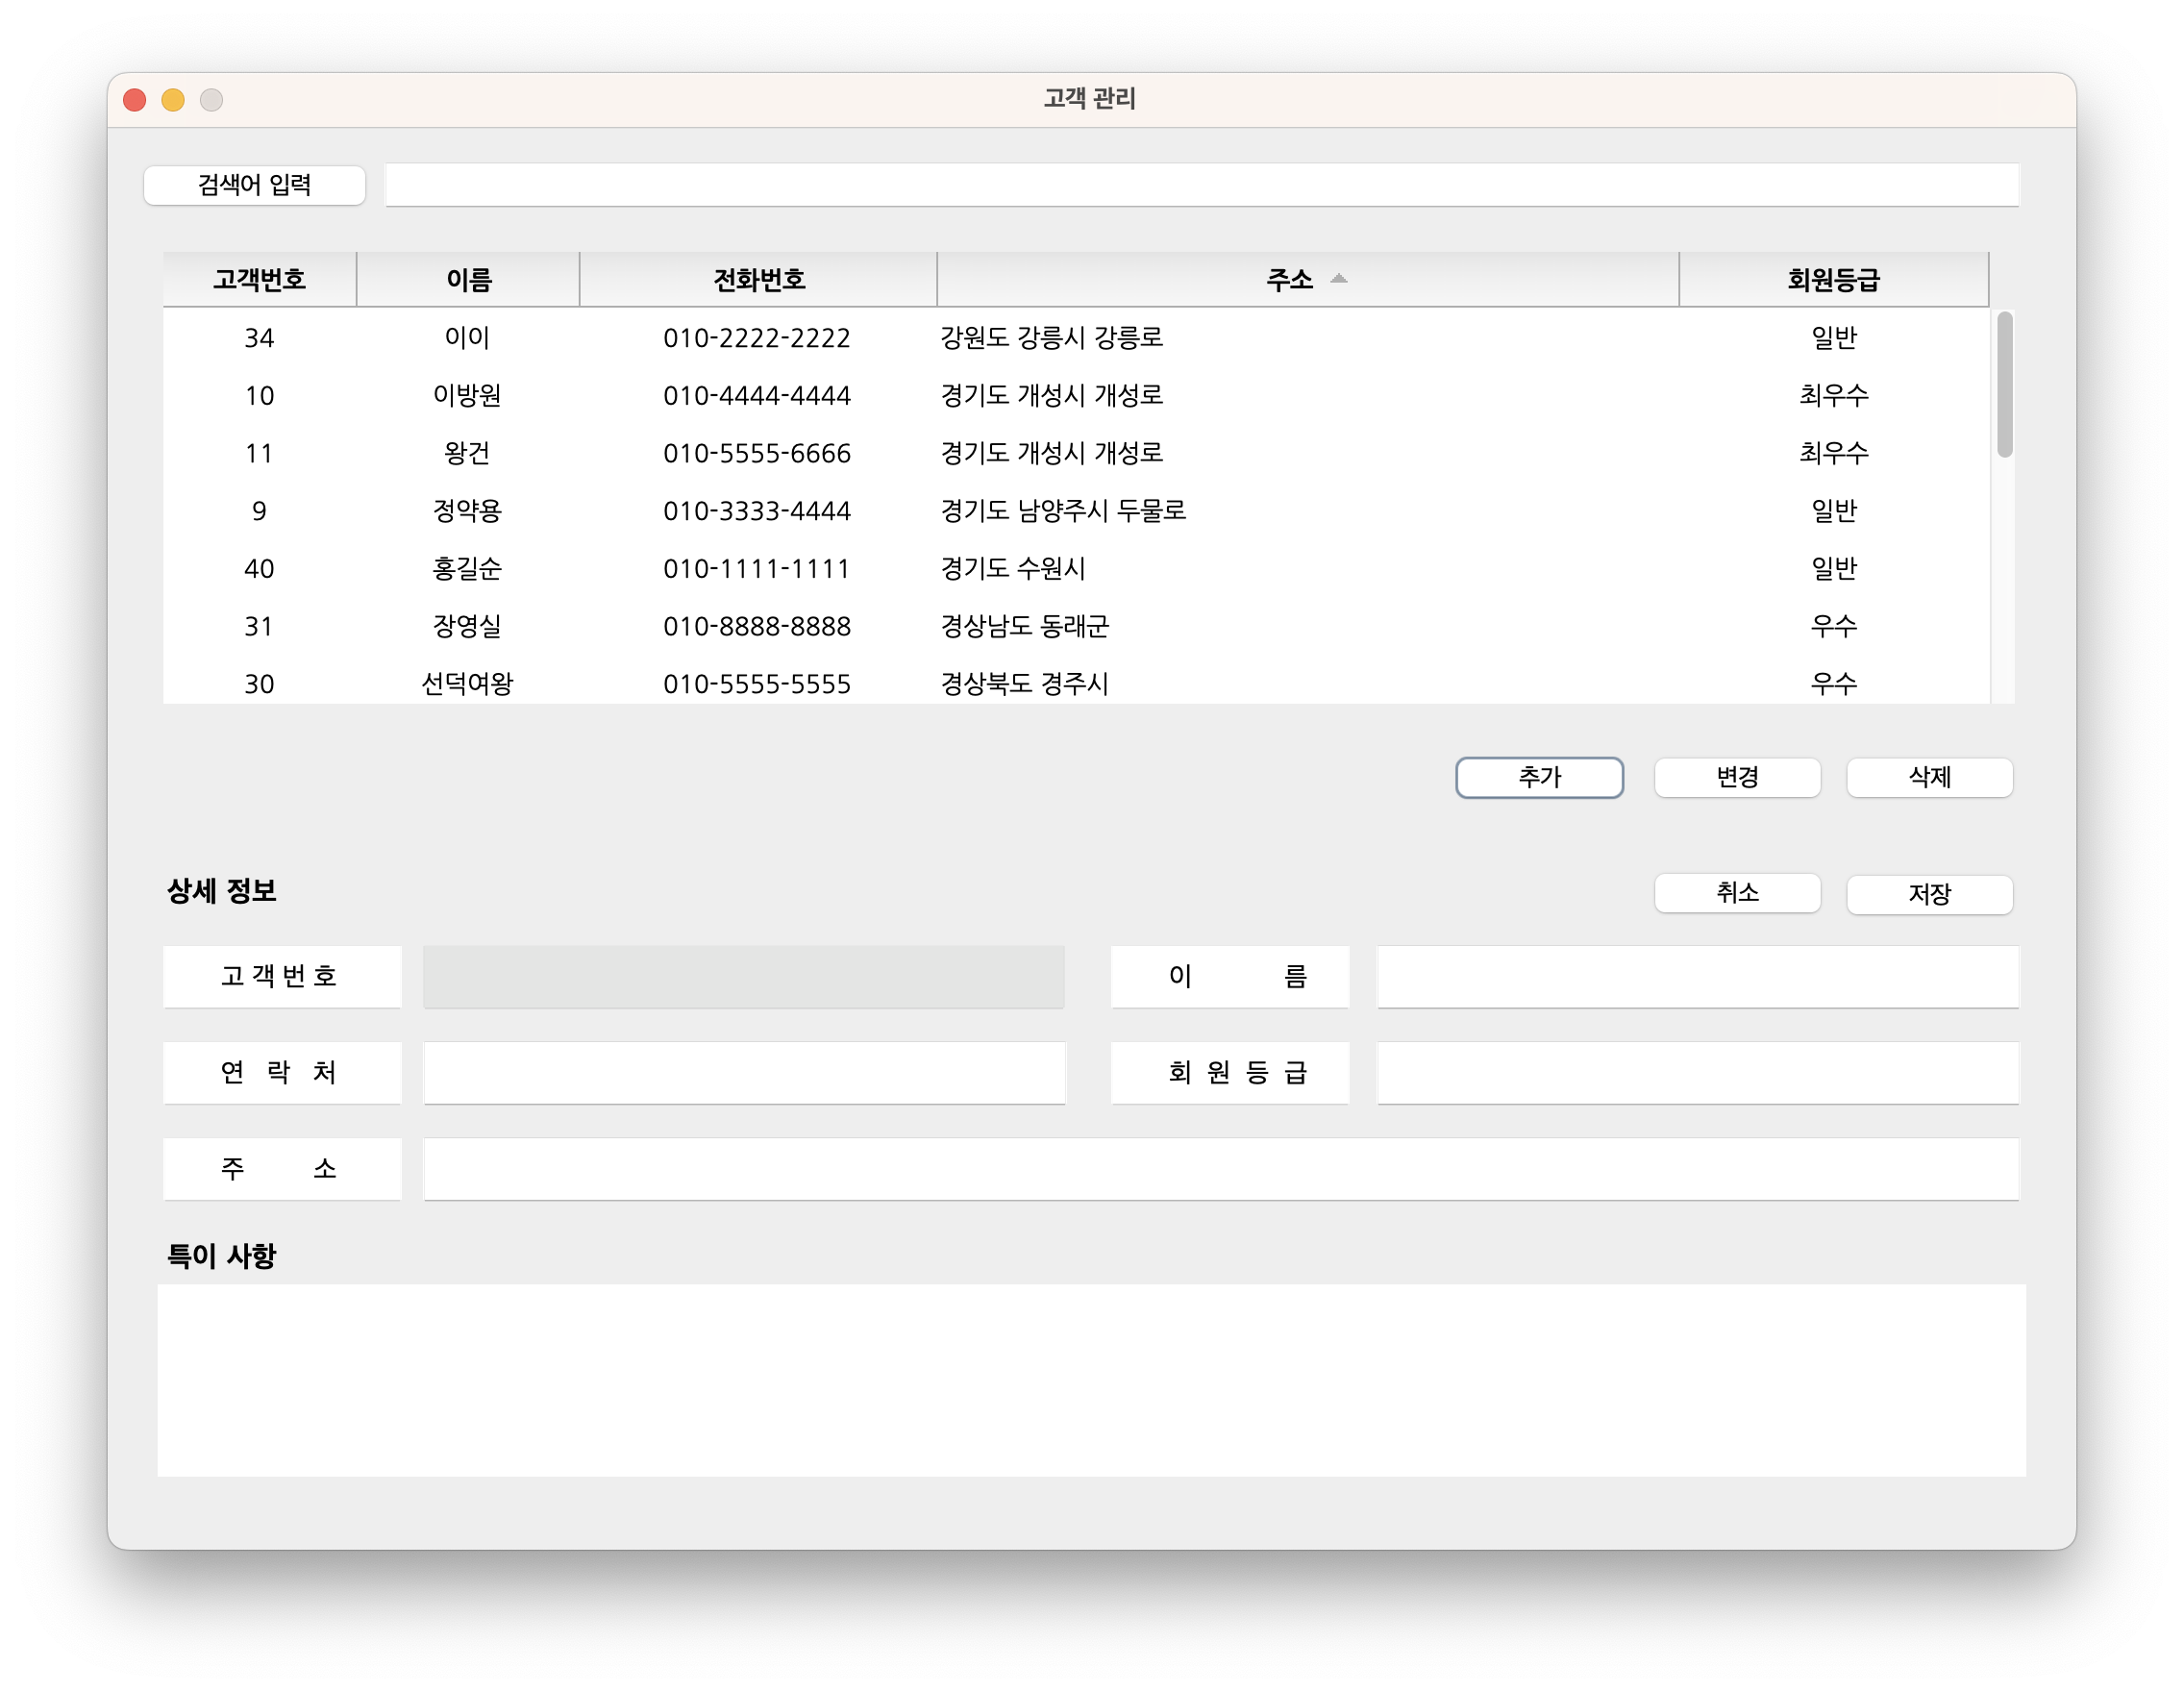 고객 관리
검색어 입력
고객번호 이름 전화번호 주소 회원등급
34 이이 010-2222-2222 강원도 강릉시 강릉로 일반
10 이방원 010-4444-4444 경기도 개성시 개성로 최우수
11 왕건 010-5555-6666 경기도 개성시 개성로 최우수
9 정약용 010-3333-4444 경기도 남양주시 두물로 일반
40 홍길순 010-1111-1111 경기도 수원시 일반
31 장영실 010-8888-8888 경상남도 동래군 우수
30 선덕여왕 010-5555-5555 경상북도 경주시 우수
추가 변경 삭제
상세 정보 취소 저장
고 객 번 호 이 름
연 락 처 회 원 등 급
주 소
특이 사항